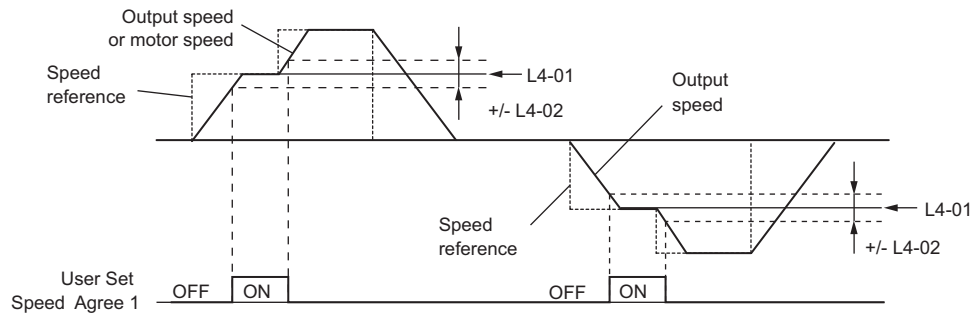 Output speed
or motor speed
Speed
reference
L4-01
+/- L4-02
Output
speed
Speed
reference
L4-01
+/- L4-02
User Set
Speed Agree 1
OFF
ON
OFF
ON